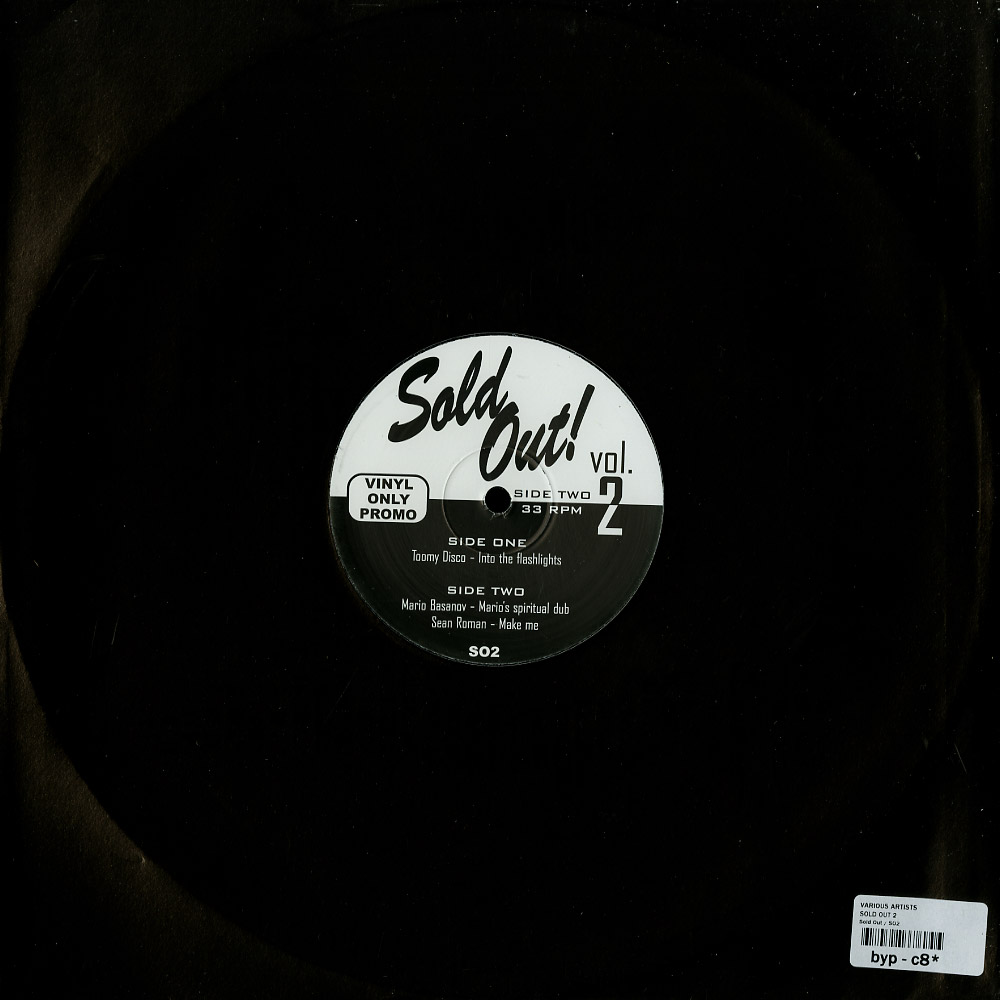 Sold
Out!
vol.
2
VINYL
ONLY
PROMO
SIDE TWO
33 RPM
SIDE ONE
Toomy Disco - Into the flashlights
SIDE TWO
Mario Basanov - Mario's spiritual dub
Sean Roman - Make me
SO2
VARIOUS ARTISTS
SOLD OUT 2
Sold Out / SO2
byp - c8*